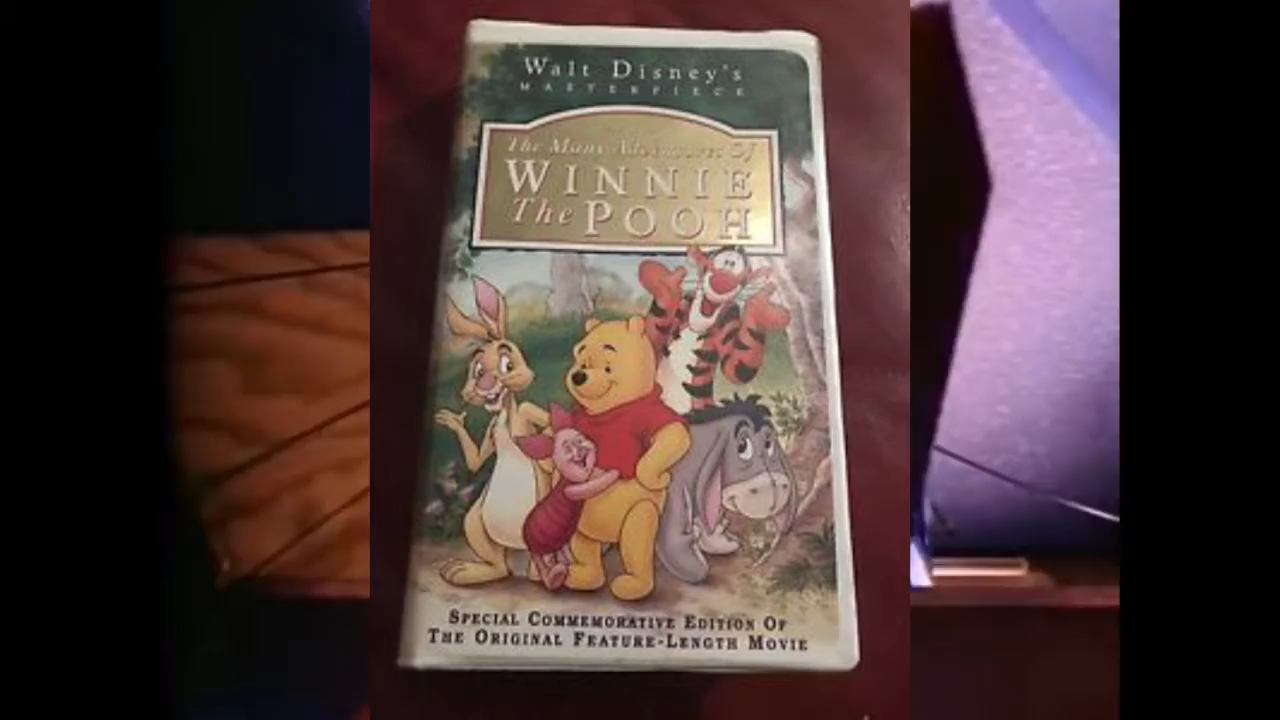 Walt Disney's
MASTERPIECE
The Many Adventures Of
WINNIE
The POOH
SPECIAL COMMEMORATIVE EDITION OF
THE ORIGINAL FEATURE-LENGTH MOVIE